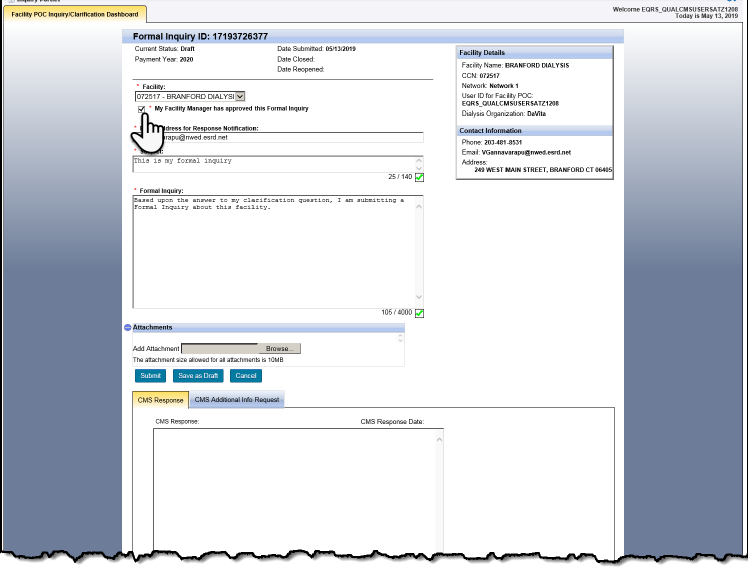 Facility POC Inquiry/Clarification Dashboard
Welcome EQRS_QUALCMSUSERSATZ1208
Today is May 13, 2019
Formal Inquiry ID: 17193726377
Current Status: Draft
Date Submitted: 05/13/2019
Payment Year: 2020
Date Closed:
Date Reopened:
* Facility:
072517 - BRANFORD DIALYSI
* My Facility Manager has approved this Formal Inquiry
Address for Response Notification:
arapu@nwed.esrd.net
This is my formal inquiry
25 / 140
* Formal Inquiry:
Based upon the answer to my clarification question, I am submitting a
Formal Inquiry about this facility.
105 / 4000
Attachments
Add Attachment
Browse...
The attachment size allowed for all attachments is 10MB
Submit
Save as Draft
Cancel
CMS Response
CMS Additional Info Request
CMS Response:
CMS Response Date:
Facility Details
Facility Name: BRANFORD DIALYSIS
CCN: 072517
Network: Network 1
User ID for Facility POC:
EQRS_QUALCMSUSERSATZ1208
Dialysis Organization: DaVita
Contact Information
Phone: 203-481-8531
Email: VGannavarapu@nwed.esrd.net
Address:
249 WEST MAIN STREET, BRANFORD CT 06405